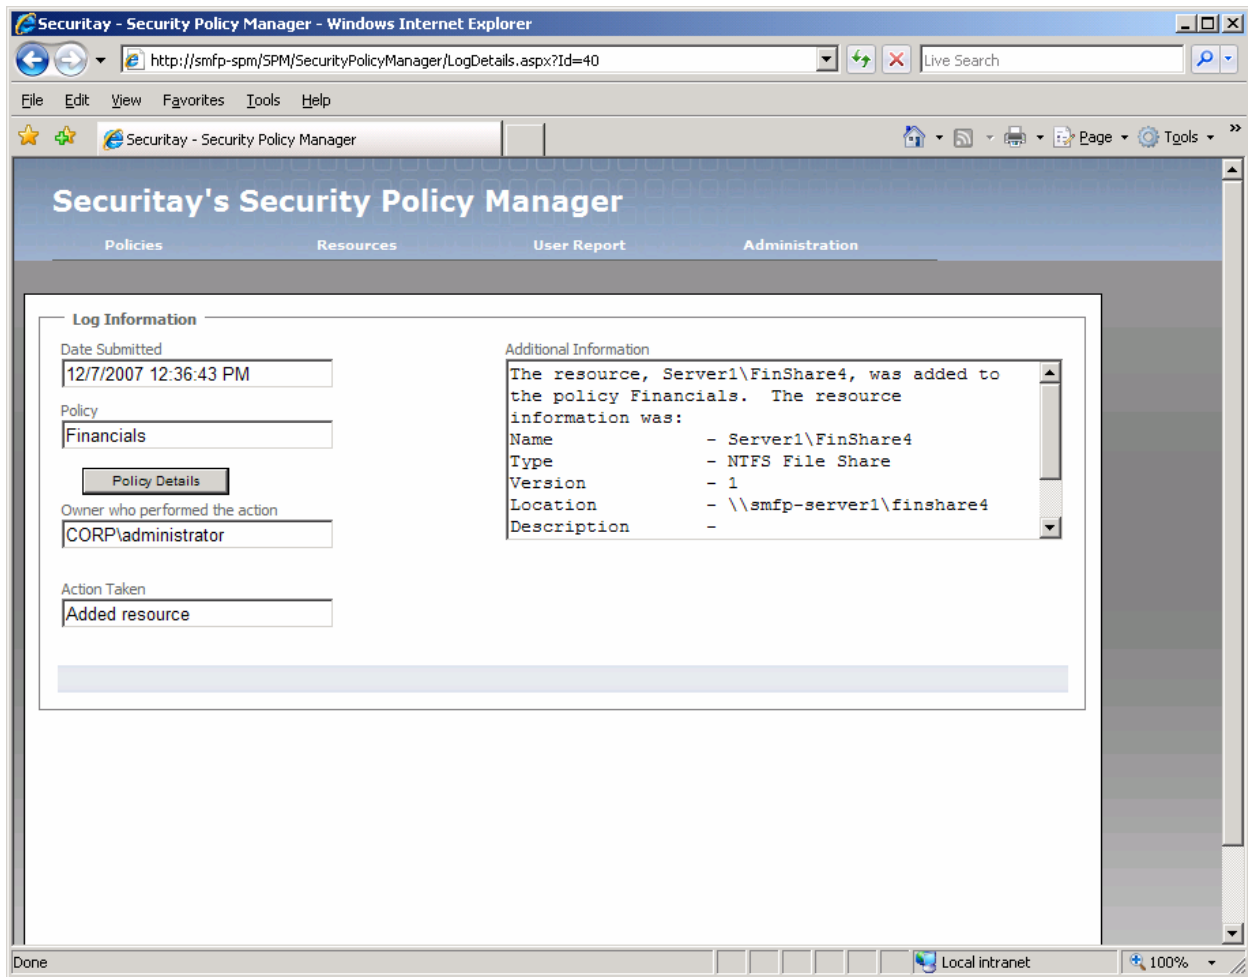 Securitay - Security Policy Manager - Windows Internet Explorer
http://smfp-spm/SPM/SecurityPolicyManager/LogDetails.aspx?Id=40
Live Search
File Edit View Favorites Tools Help
Securitay - Security Policy Manager
Page Tools »
Securitay's Security Policy Manager
Policies Resources User Report Administration
Log Information
Date Submitted
12/7/2007 12:36:43 PM
Policy
Financials
Policy Details
Owner who performed the action
CORP\administrator
Action Taken
Added resource
Additional Information
The resource, Server1\FinShare4, was added to
the policy Financials.  The resource
information was:
Name - Server1\FinShare4
Type - NTFS File Share
Version - 1
Location - \\smfp-server1\finshare4
Description -
Done
Local intranet
100%